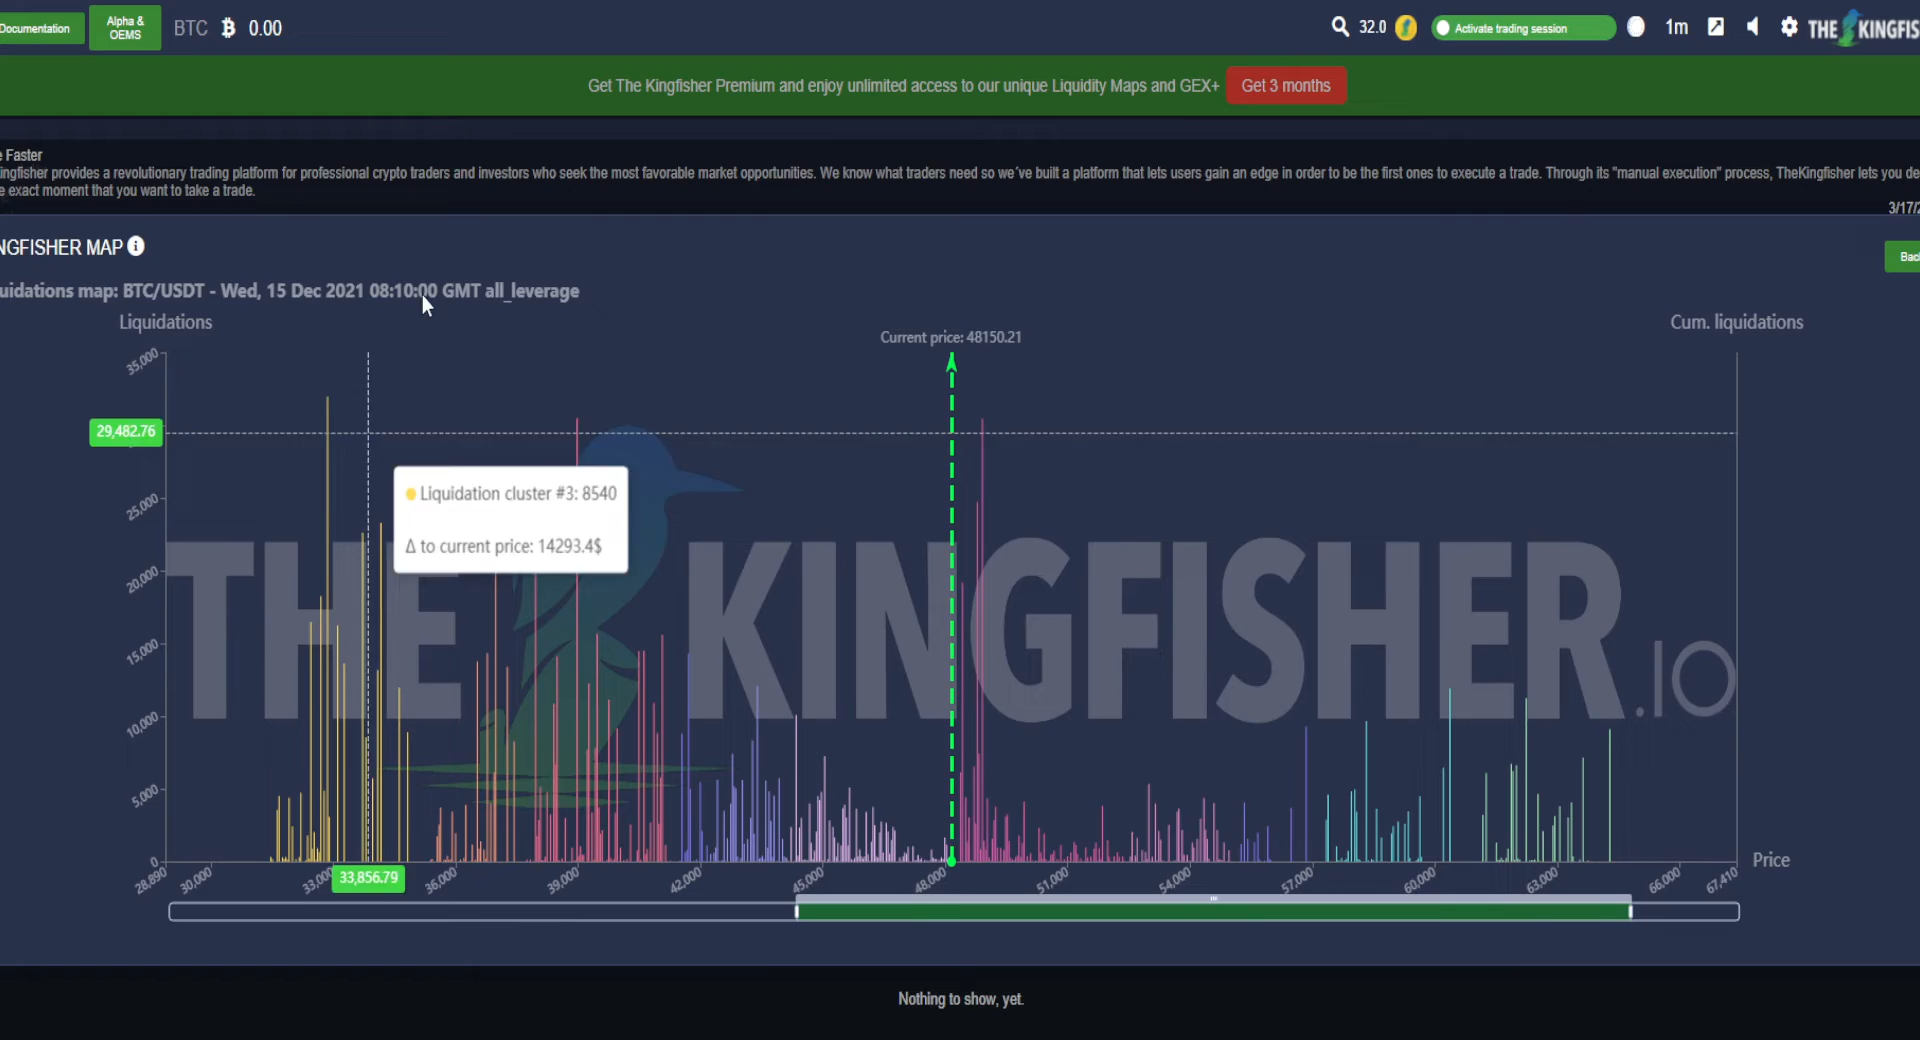 Documentation
Alpha &
OEMS
BTC ₿ 0.00
32.0
Activate trading session
1m
THE KINGFIS
Get The Kingfisher Premium and enjoy unlimited access to our unique Liquidity Maps and GEX+
Get 3 months
e Faster
ingfisher provides a revolutionary trading platform for professional crypto traders and investors who seek the most favorable market opportunities. We know what traders need so we've built a platform that lets users gain an edge in order to be the first ones to execute a trade. Through its "manual execution" process, TheKingfisher lets you de
e exact moment that you want to take a trade.
3/17/2
NGFISHER MAP
Bac
uidations map: BTC/USDT - Wed, 15 Dec 2021 08:10:00 GMT all_leverage
Liquidations
Cum. liquidations
Current price: 48150.21
35,000
29,482.76
25,000
20,000
15,000
10,000
5,000
0
Liquidation cluster #3: 8540
Δ to current price: 14293.4$
THE KINGFISHER.IO
Price
28,890 30,000 33,000 33,856.79 36,000 39,000 42,000 45,000 48,000 51,000 54,000 57,000 60,000 63,000 66,000 67,410
Nothing to show, yet.